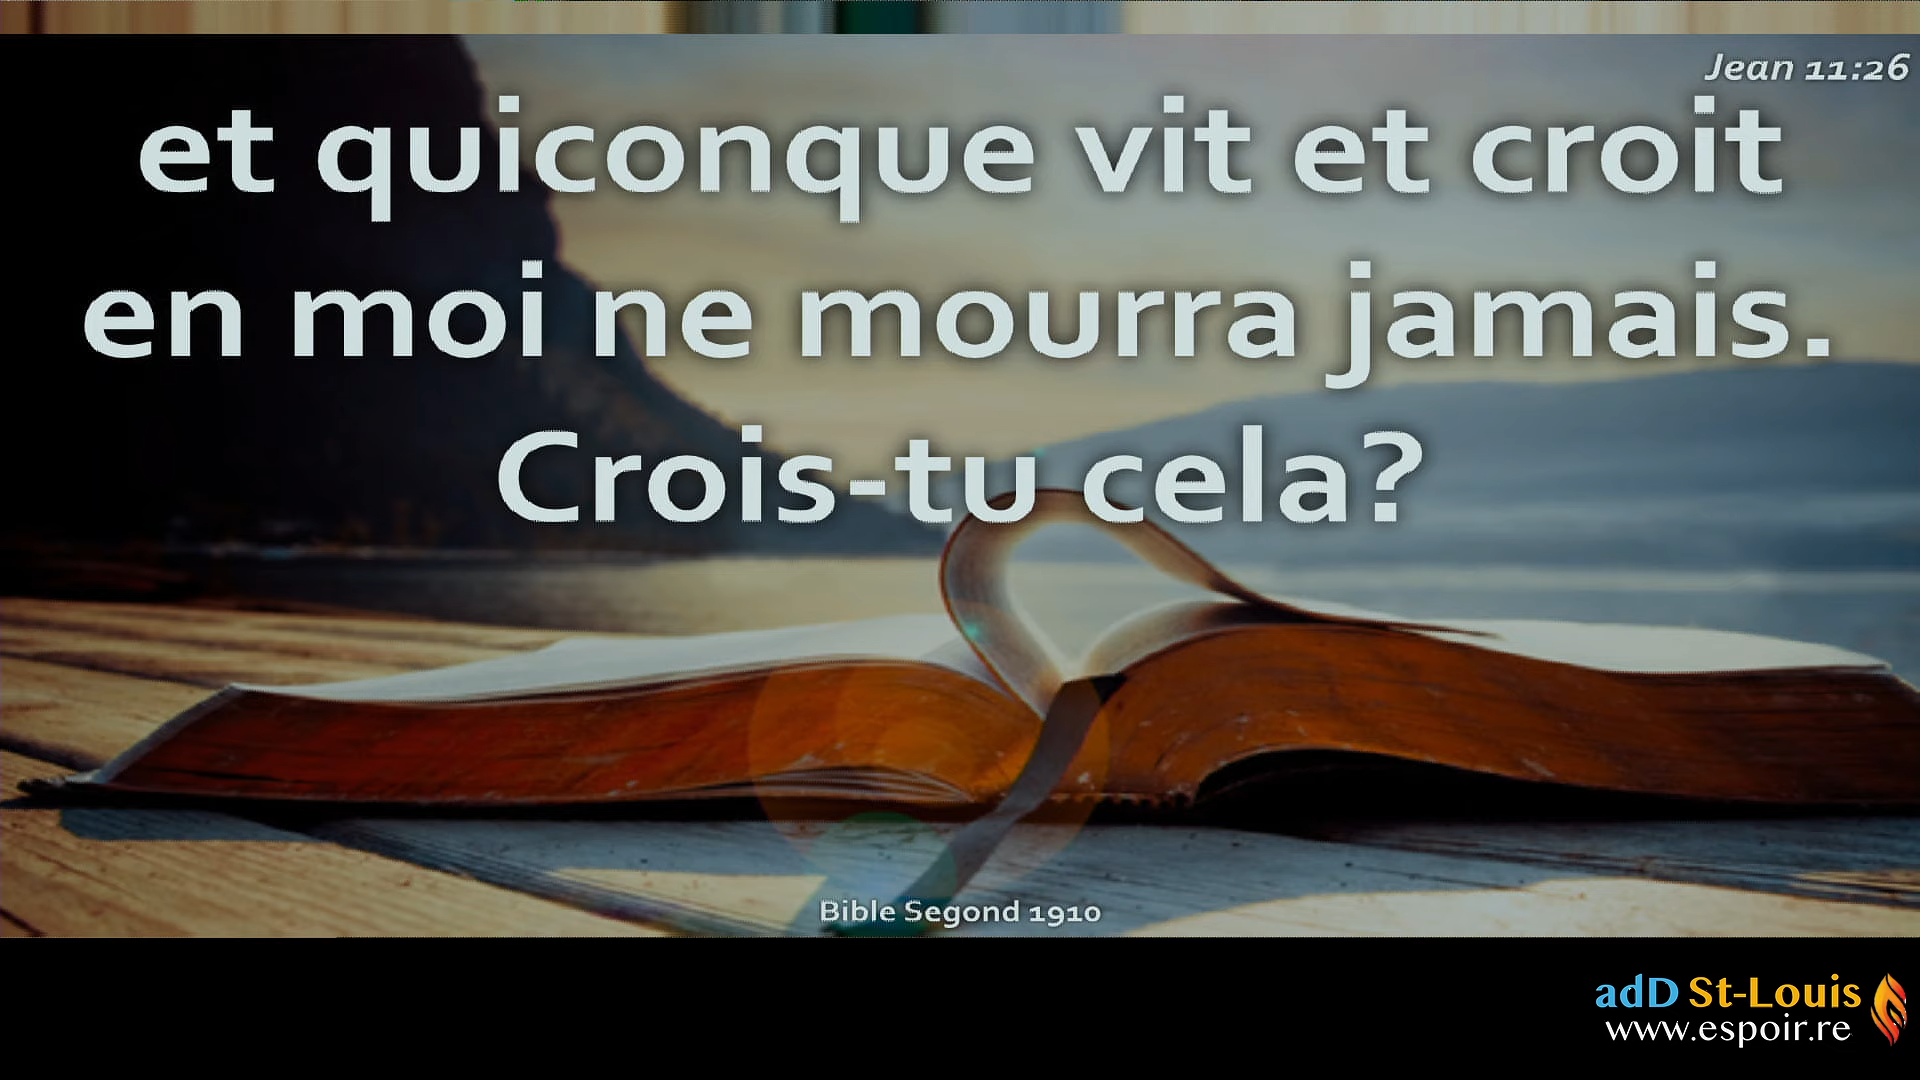 Jean 11:26
et quiconque vit et croit
en moi ne mourra jamais.
Crois-tu cela?
Bible Segond 1910
adD St-Louis
www.espoir.re